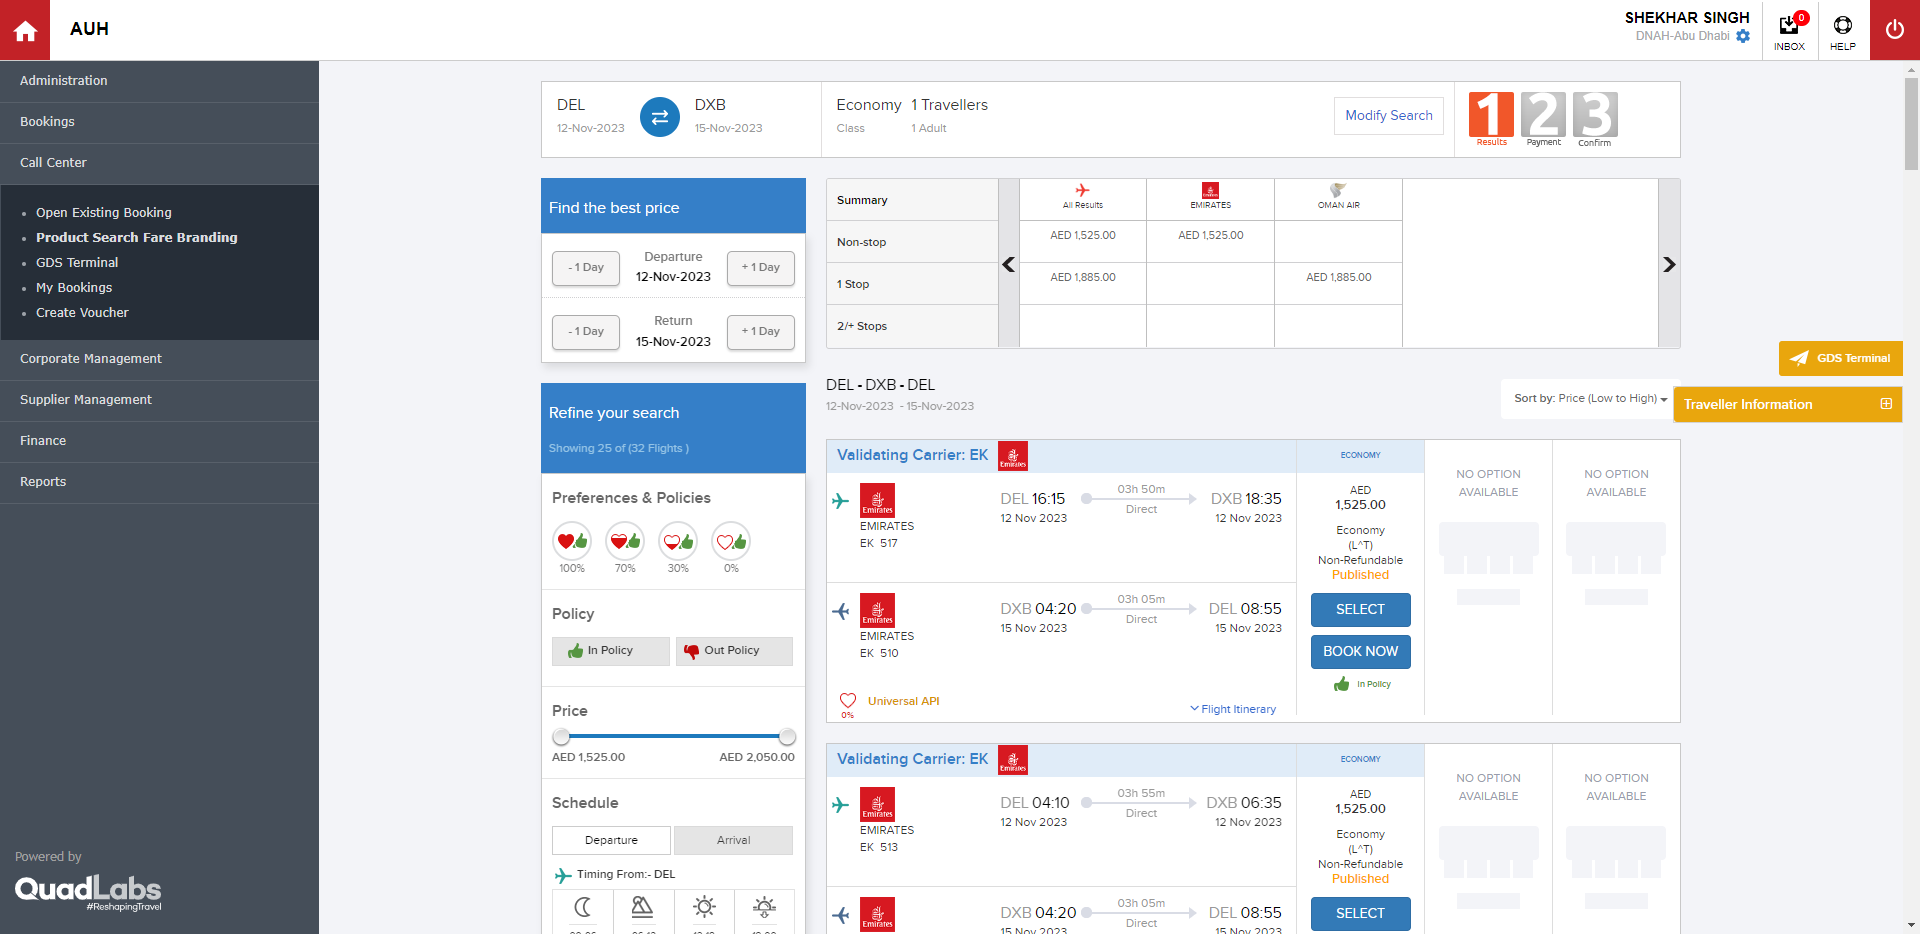 AUH
SHEKHAR SINGH
DNAH-Abu Dhabi
0
INBOX
HELP
Administration
Bookings
Call Center
Open Existing Booking
Product Search Fare Branding
GDS Terminal
My Bookings
Create Voucher
Corporate Management
Supplier Management
Finance
Reports
Powered by
QuadLabs
#ReshapingTravel
DEL
12-Nov-2023
DXB
15-Nov-2023
Economy
Class
1 Travellers
1 Adult
Modify Search
1 2 3
Results Payment Confirm
Find the best price
- 1 Day
Departure
12-Nov-2023
+ 1 Day
- 1 Day
Return
15-Nov-2023
+ 1 Day
Refine your search
Showing 25 of (32 Flights )
Preferences & Policies
100% 70% 30% 0%
Policy
In Policy
Out Policy
Price
AED 1,525.00 AED 2,050.00
Schedule
Departure Arrival
Timing From:- DEL
Summary All Results EMIRATES OMAN AIR
Non-stop AED 1,525.00 AED 1,525.00
1 Stop AED 1,885.00 AED 1,885.00
2/+ Stops
DEL - DXB - DEL
12-Nov-2023 - 15-Nov-2023
Sort by: Price (Low to High)
GDS Terminal
Traveller Information
Validating Carrier: EK
Emirates
Emirates
EMIRATES
EK 517
DEL 16:15
12 Nov 2023
03h 50m
Direct
DXB 18:35
12 Nov 2023
Emirates
EMIRATES
EK 510
DXB 04:20
15 Nov 2023
03h 05m
Direct
DEL 08:55
15 Nov 2023
0%
Universal API
Flight Itinerary
ECONOMY
AED
1,525.00
Economy
(L^T)
Non-Refundable
Published
SELECT
BOOK NOW
In Policy
NO OPTION
AVAILABLE
NO OPTION
AVAILABLE
Validating Carrier: EK
Emirates
Emirates
EMIRATES
EK 513
DEL 04:10
12 Nov 2023
03h 55m
Direct
DXB 06:35
12 Nov 2023
Emirates
DXB 04:20
15 Nov 2023
03h 05m
Direct
DEL 08:55
15 Nov 2023
ECONOMY
AED
1,525.00
Economy
(L^T)
Non-Refundable
Published
SELECT
NO OPTION
AVAILABLE
NO OPTION
AVAILABLE